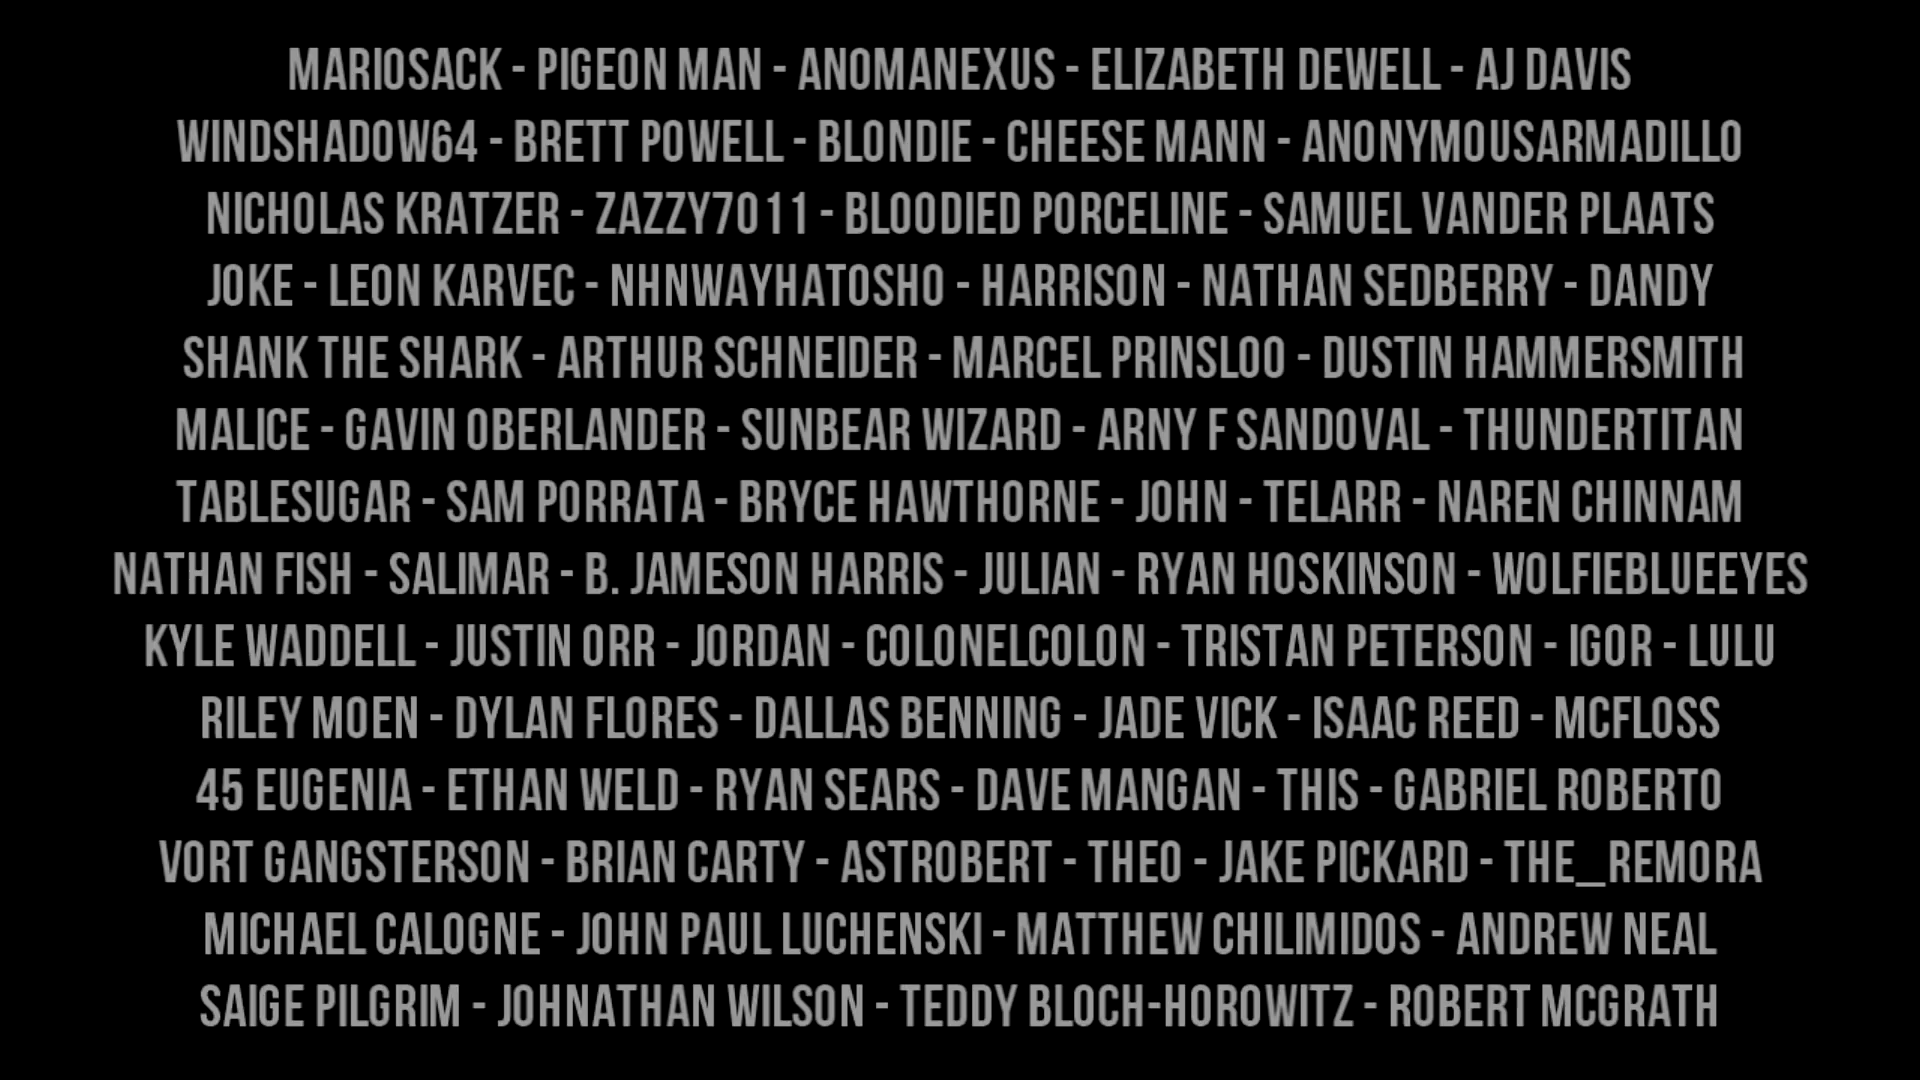 MARIOSACK - PIGEON MAN - ANOMANEXUS - ELIZABETH DEWELL - AJ DAVIS
WINDSHADOW64 - BRETT POWELL - BLONDIE - CHEESE MANN - ANONYMOUSARMADILLO
NICHOLAS KRATZER - ZAZZY7011 - BLOODIED PORCELINE - SAMUEL VANDER PLAATS
JOKE - LEON KARVEC - NHNWAYHATOSHO - HARRISON - NATHAN SEDBERRY - DANDY
SHANK THE SHARK - ARTHUR SCHNEIDER - MARCEL PRINSLOO - DUSTIN HAMMERSMITH
MALICE - GAVIN OBERLANDER - SUNBEAR WIZARD - ARNY F SANDOVAL - THUNDERTITAN
TABLESUGAR - SAM PORRATA - BRYCE HAWTHORNE - JOHN - TELARR - NAREN CHINNAM
NATHAN FISH - SALIMAR - B. JAMESON HARRIS - JULIAN - RYAN HOSKINSON - WOLFIEBLUEEYES
KYLE WADDELL - JUSTIN ORR - JORDAN - COLONELCOLON - TRISTAN PETERSON - IGOR - LULU
RILEY MOEN - DYLAN FLORES - DALLAS BENNING - JADE VICK - ISAAC REED - MCFLOSS
45 EUGENIA - ETHAN WELD - RYAN SEARS - DAVE MANGAN - THIS - GABRIEL ROBERTO
VORT GANGSTERSON - BRIAN CARTY - ASTROBERT - THEO - JAKE PICKARD - THE_REMORA
MICHAEL CALOGNE - JOHN PAUL LUCHENSKI - MATTHEW CHILIMIDOS - ANDREW NEAL
SAIGE PILGRIM - JOHNATHAN WILSON - TEDDY BLOCH-HOROWITZ - ROBERT MCGRATH